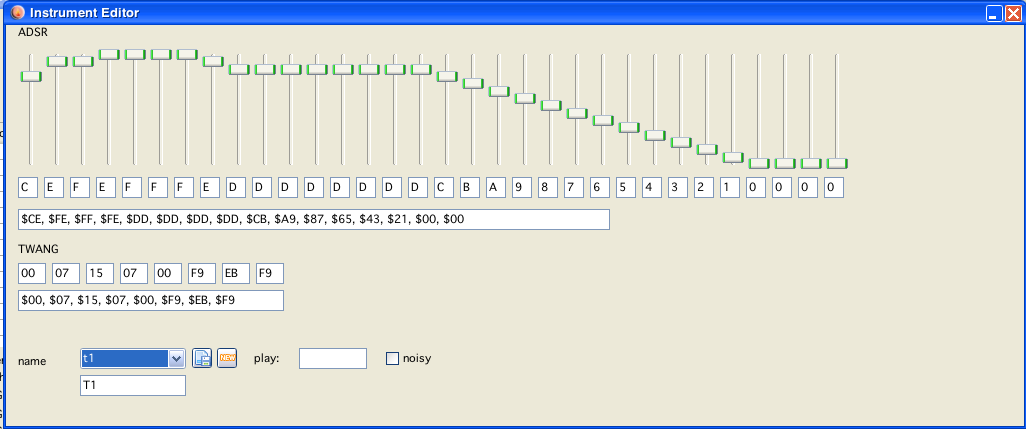 Instrument Editor
ADSR
C E F E F F F E D D D D D D D D C B A 9 8 7 6 5 4 3 2 1 0 0 0 0
$CE, $FE, $FF, $FE, $DD, $DD, $DD, $DD, $CB, $A9, $87, $65, $43, $21, $00, $00
TWANG
00 07 15 07 00 F9 EB F9
$00, $07, $15, $07, $00, $F9, $EB, $F9
name t1 NEW play: noisy
T1